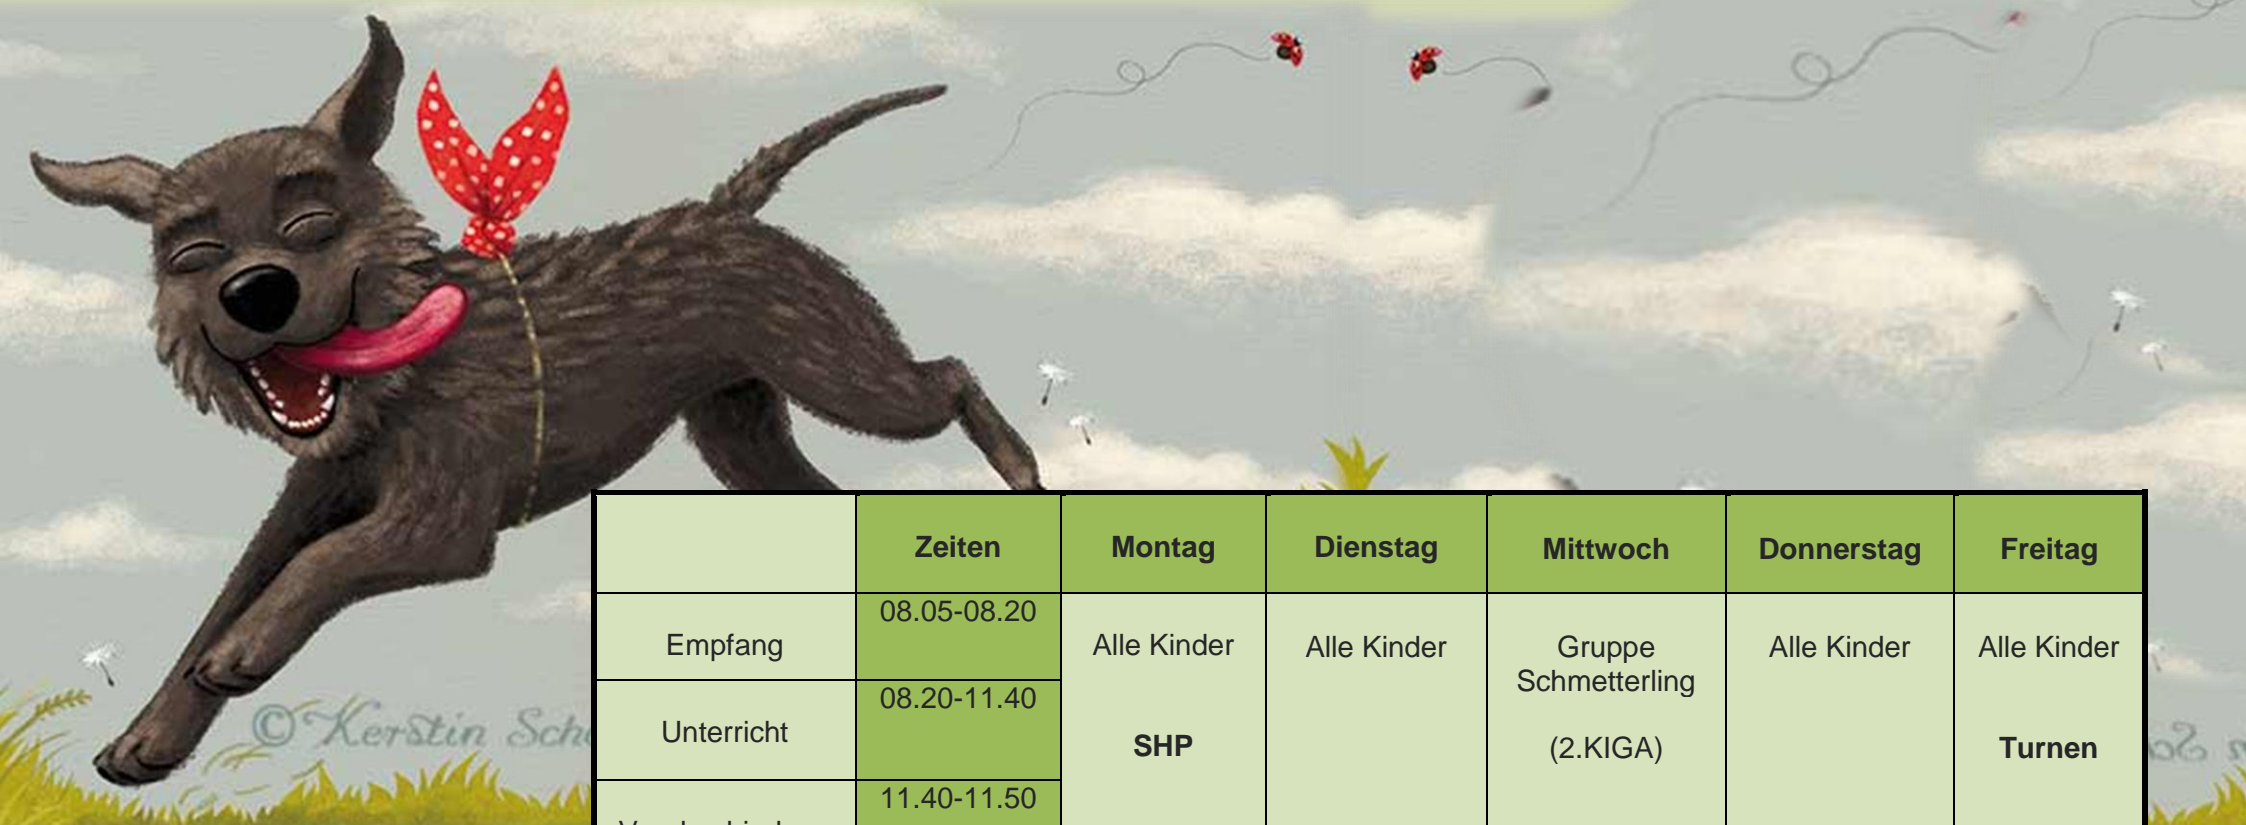 Zeiten Montag Dienstag Mittwoch Donnerstag Freitag
08.05-08.20
Empfang Alle Kinder Alle Kinder Gruppe Alle Kinder Alle Kinder
Schmetterling
08.20-11.40
Unterricht SHP (2.KIGA) Turnen
11.40-11.50
© Kerstin